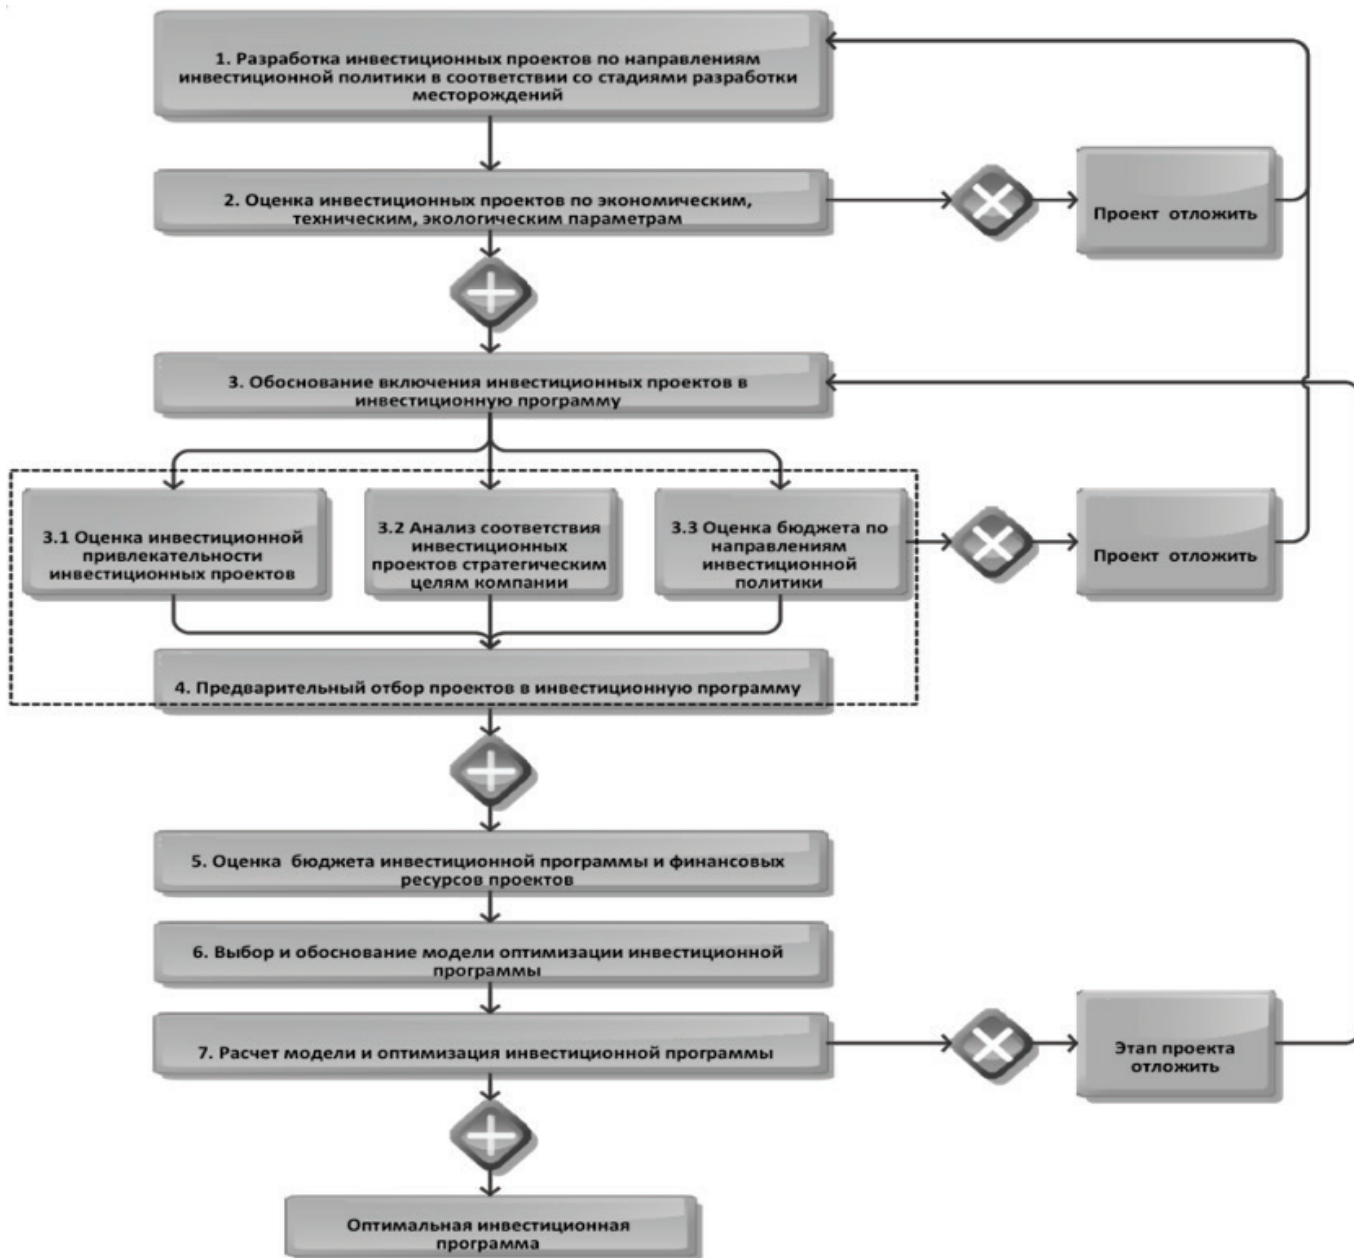 1. Разработка инвестиционных проектов по направлениям
инвестиционной политики в соответствии со стадиями разработки
месторождений
2. Оценка инвестиционных проектов по экономическим,
техническим, экологическим параметрам
Проект отложить
3. Обоснование включения инвестиционных проектов в
инвестиционную программу
3.1 Оценка инвестиционной
привлекательности
инвестиционных проектов
3.2 Анализ соответствия
инвестиционных
проектов стратегическим
целям компании
3.3 Оценка бюджета по
направлениям
инвестиционной
политики
Проект отложить
4. Предварительный отбор проектов в инвестиционную программу
5. Оценка бюджета инвестиционной программы и финансовых
ресурсов проектов
6. Выбор и обоснование модели оптимизации инвестиционной
программы
7. Расчет модели и оптимизация инвестиционной программы
Этап проекта
отложить
Оптимальная инвестиционная
программа